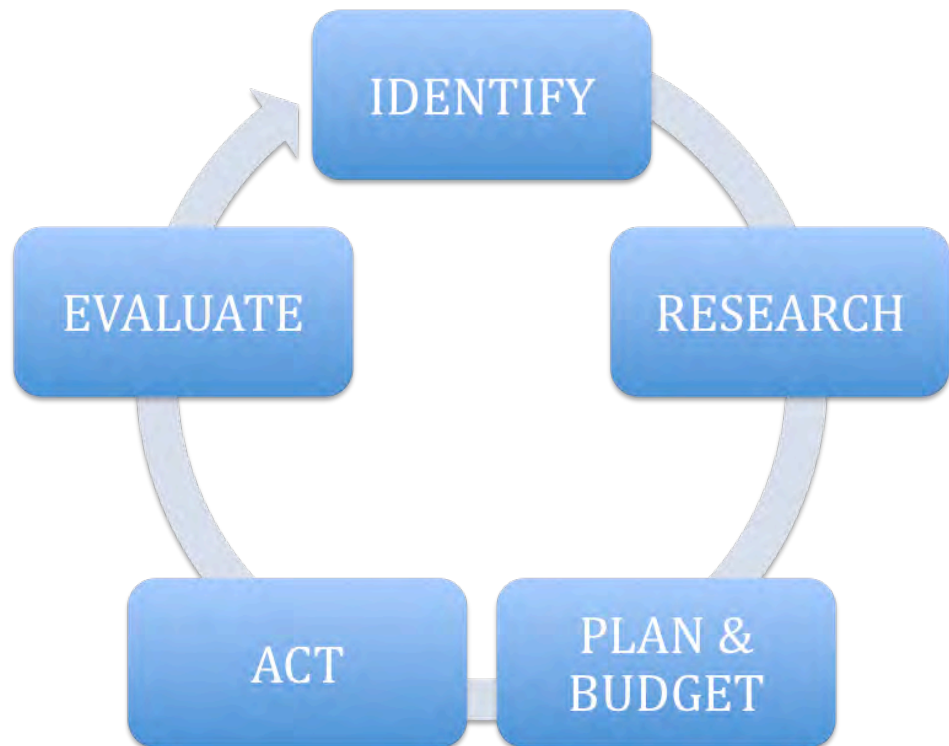 IDENTIFY
RESEARCH
PLAN &
BUDGET
ACT
EVALUATE